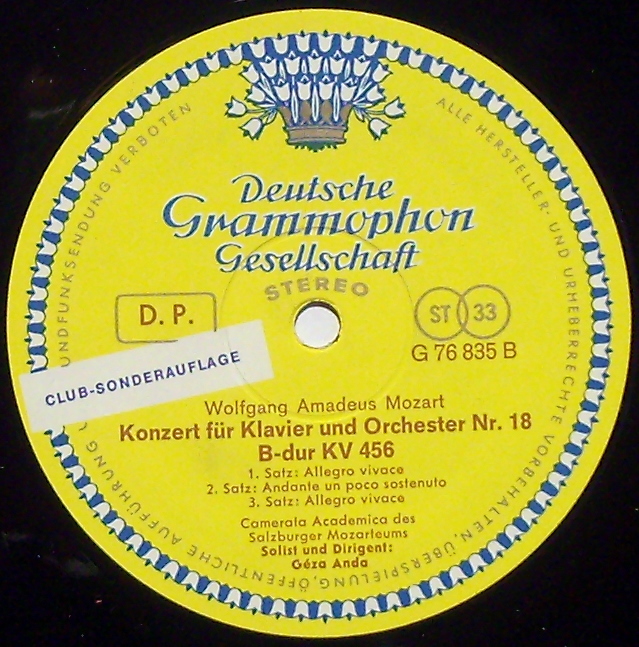 Deutsche
Grammophon
Gesellschaft
STEREO
D. P.
ST 33
G 76 835 B
CLUB-SONDERAUFLAGE
Wolfgang Amadeus Mozart
Konzert für Klavier und Orchester Nr. 18
B-dur KV 456
1. Satz: Allegro vivace
2. Satz: Andante un poco sostenuto
3. Satz: Allegro vivace
Camerata Academica des
Salzburger Mozarteums
Solist und Dirigent:
Géza Anda
ALLE HERSTELLER- UND URHEBERRECHTE VORBEHALTEN, ÜBERSPIELUNG, ÖFFENTLICHE AUFFÜHRUNG UNDFUNKSENDUNG VERBOTEN